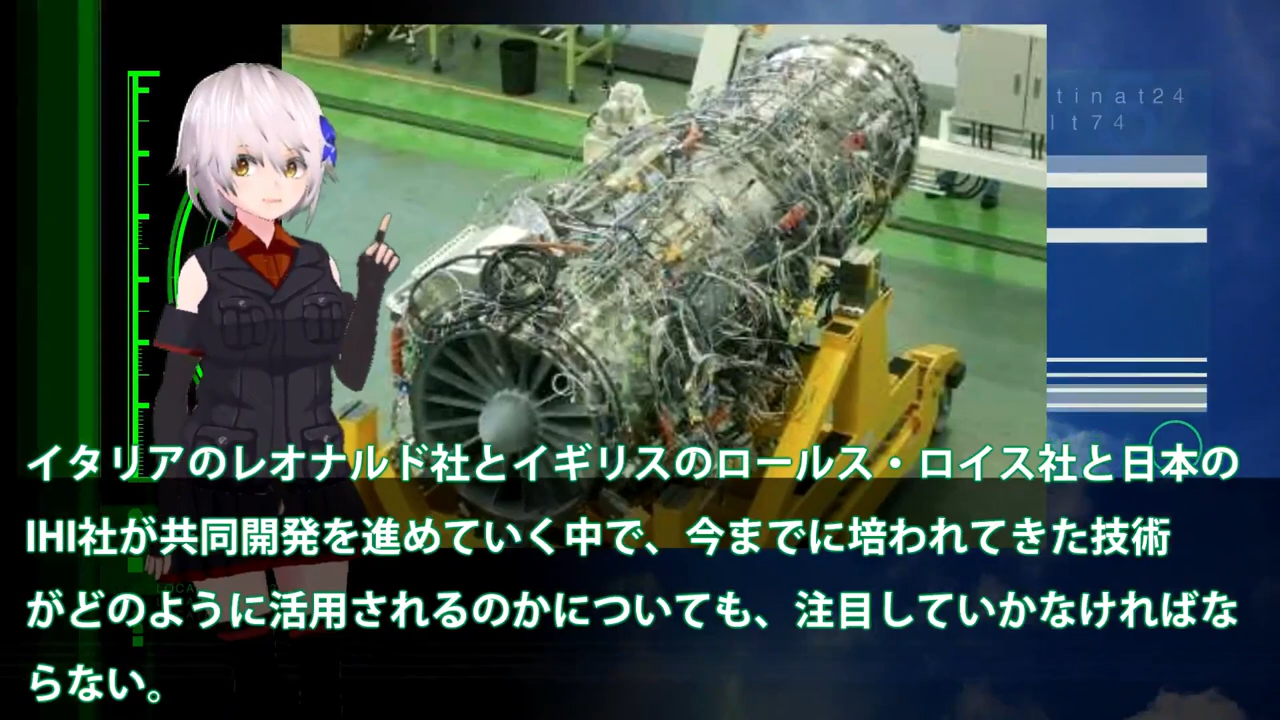 tinat24
lt74
イタリアのレオナルド社とイギリスのロールス・ロイス社と日本の
IHI社が共同開発を進めていく中で、今までに培われてきた技術
がどのように活用されるのかについても、注目していかなければな
らない。